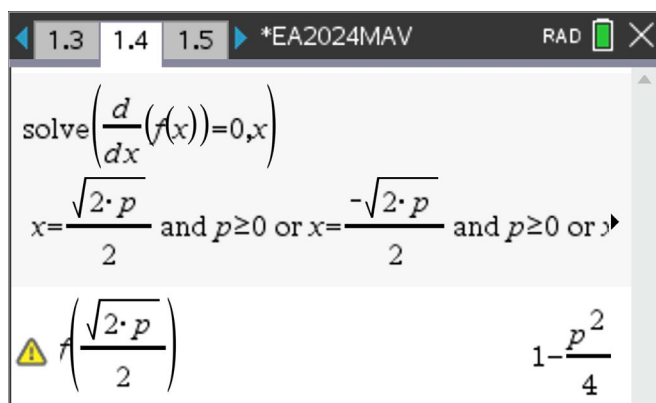 1.3 1.4 1.5 *EA2024MAV RAD
solve(d/dx(f(x))=0,x)
x=√(2·p)/2 and p≥0 or x=-√(2·p)/2 and p≥0 or
f(√(2·p)/2) 1-p²/4